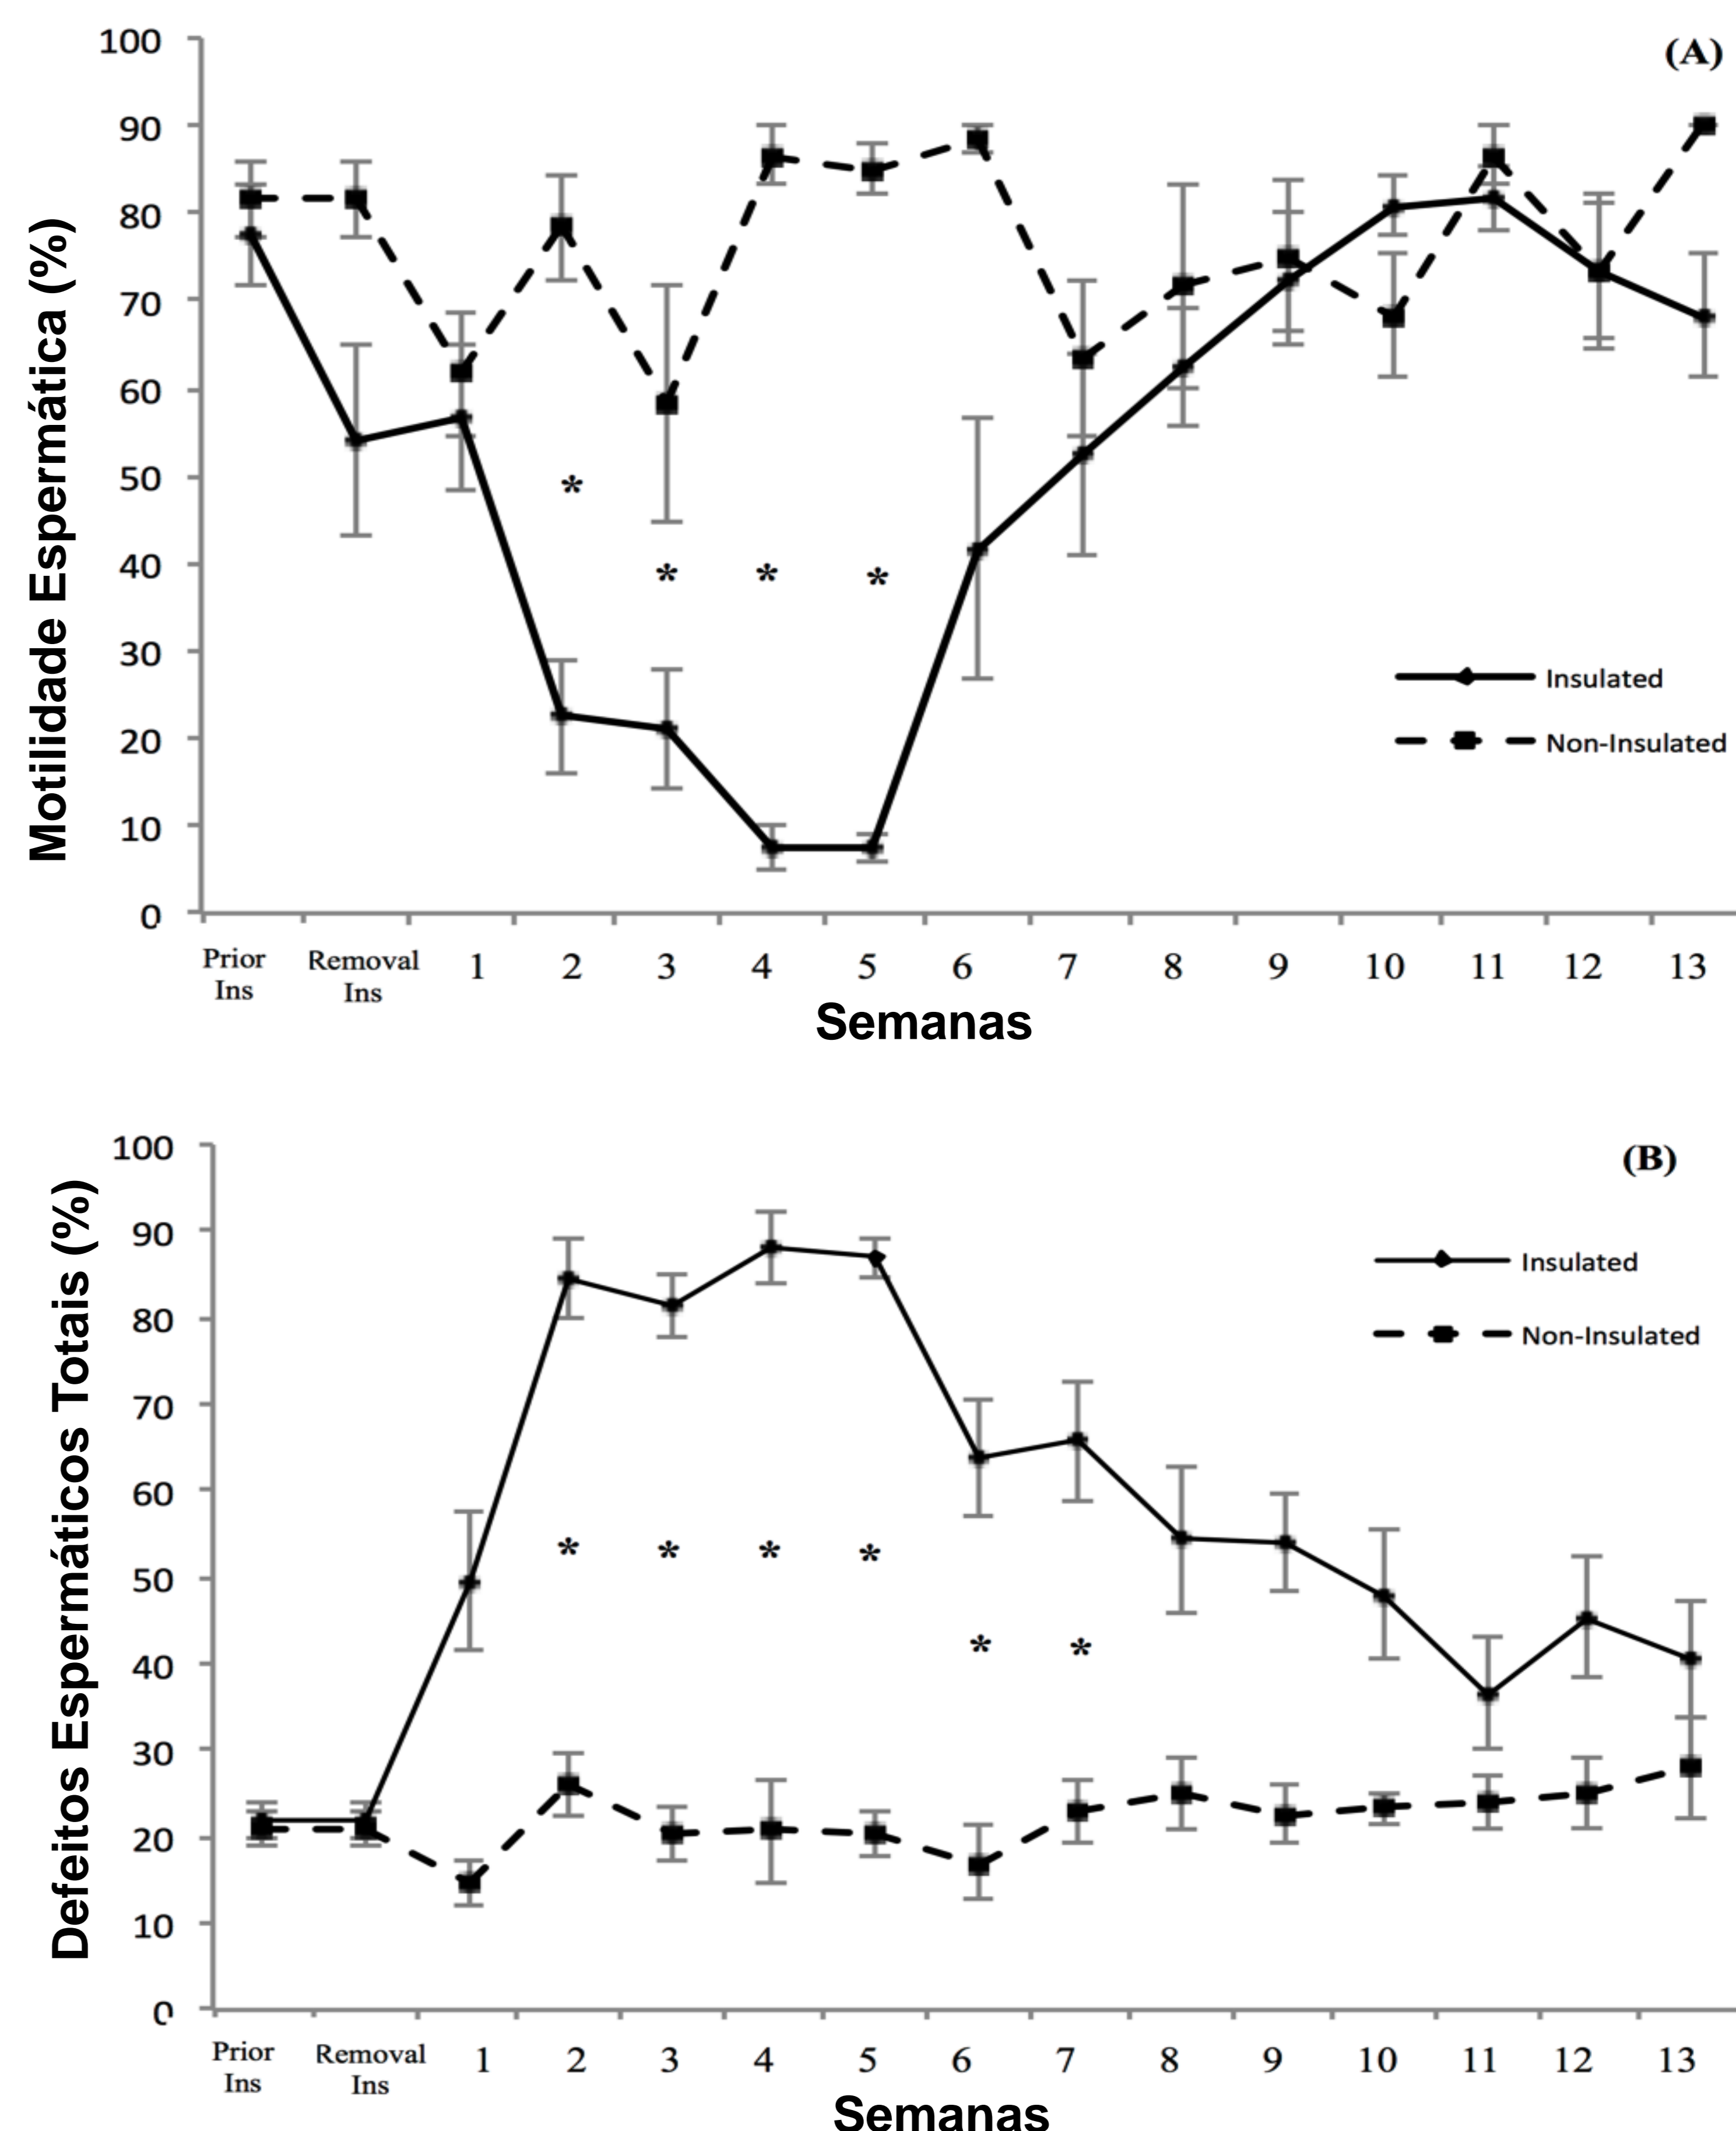 (A)
Motilidade Espermática (%)
100
90
80
70
60
50
40
30
20
10
0
*
* * *
Insulated
Non-Insulated
Prior Ins
Removal Ins
1 2 3 4 5 6 7 8 9 10 11 12 13
Semanas
(B)
Defeitos Espermáticos Totais (%)
100
90
80
70
60
50
40
30
20
10
0
* * * *
* *
Insulated
Non-Insulated
Prior Ins
Removal Ins
1 2 3 4 5 6 7 8 9 10 11 12 13
Semanas